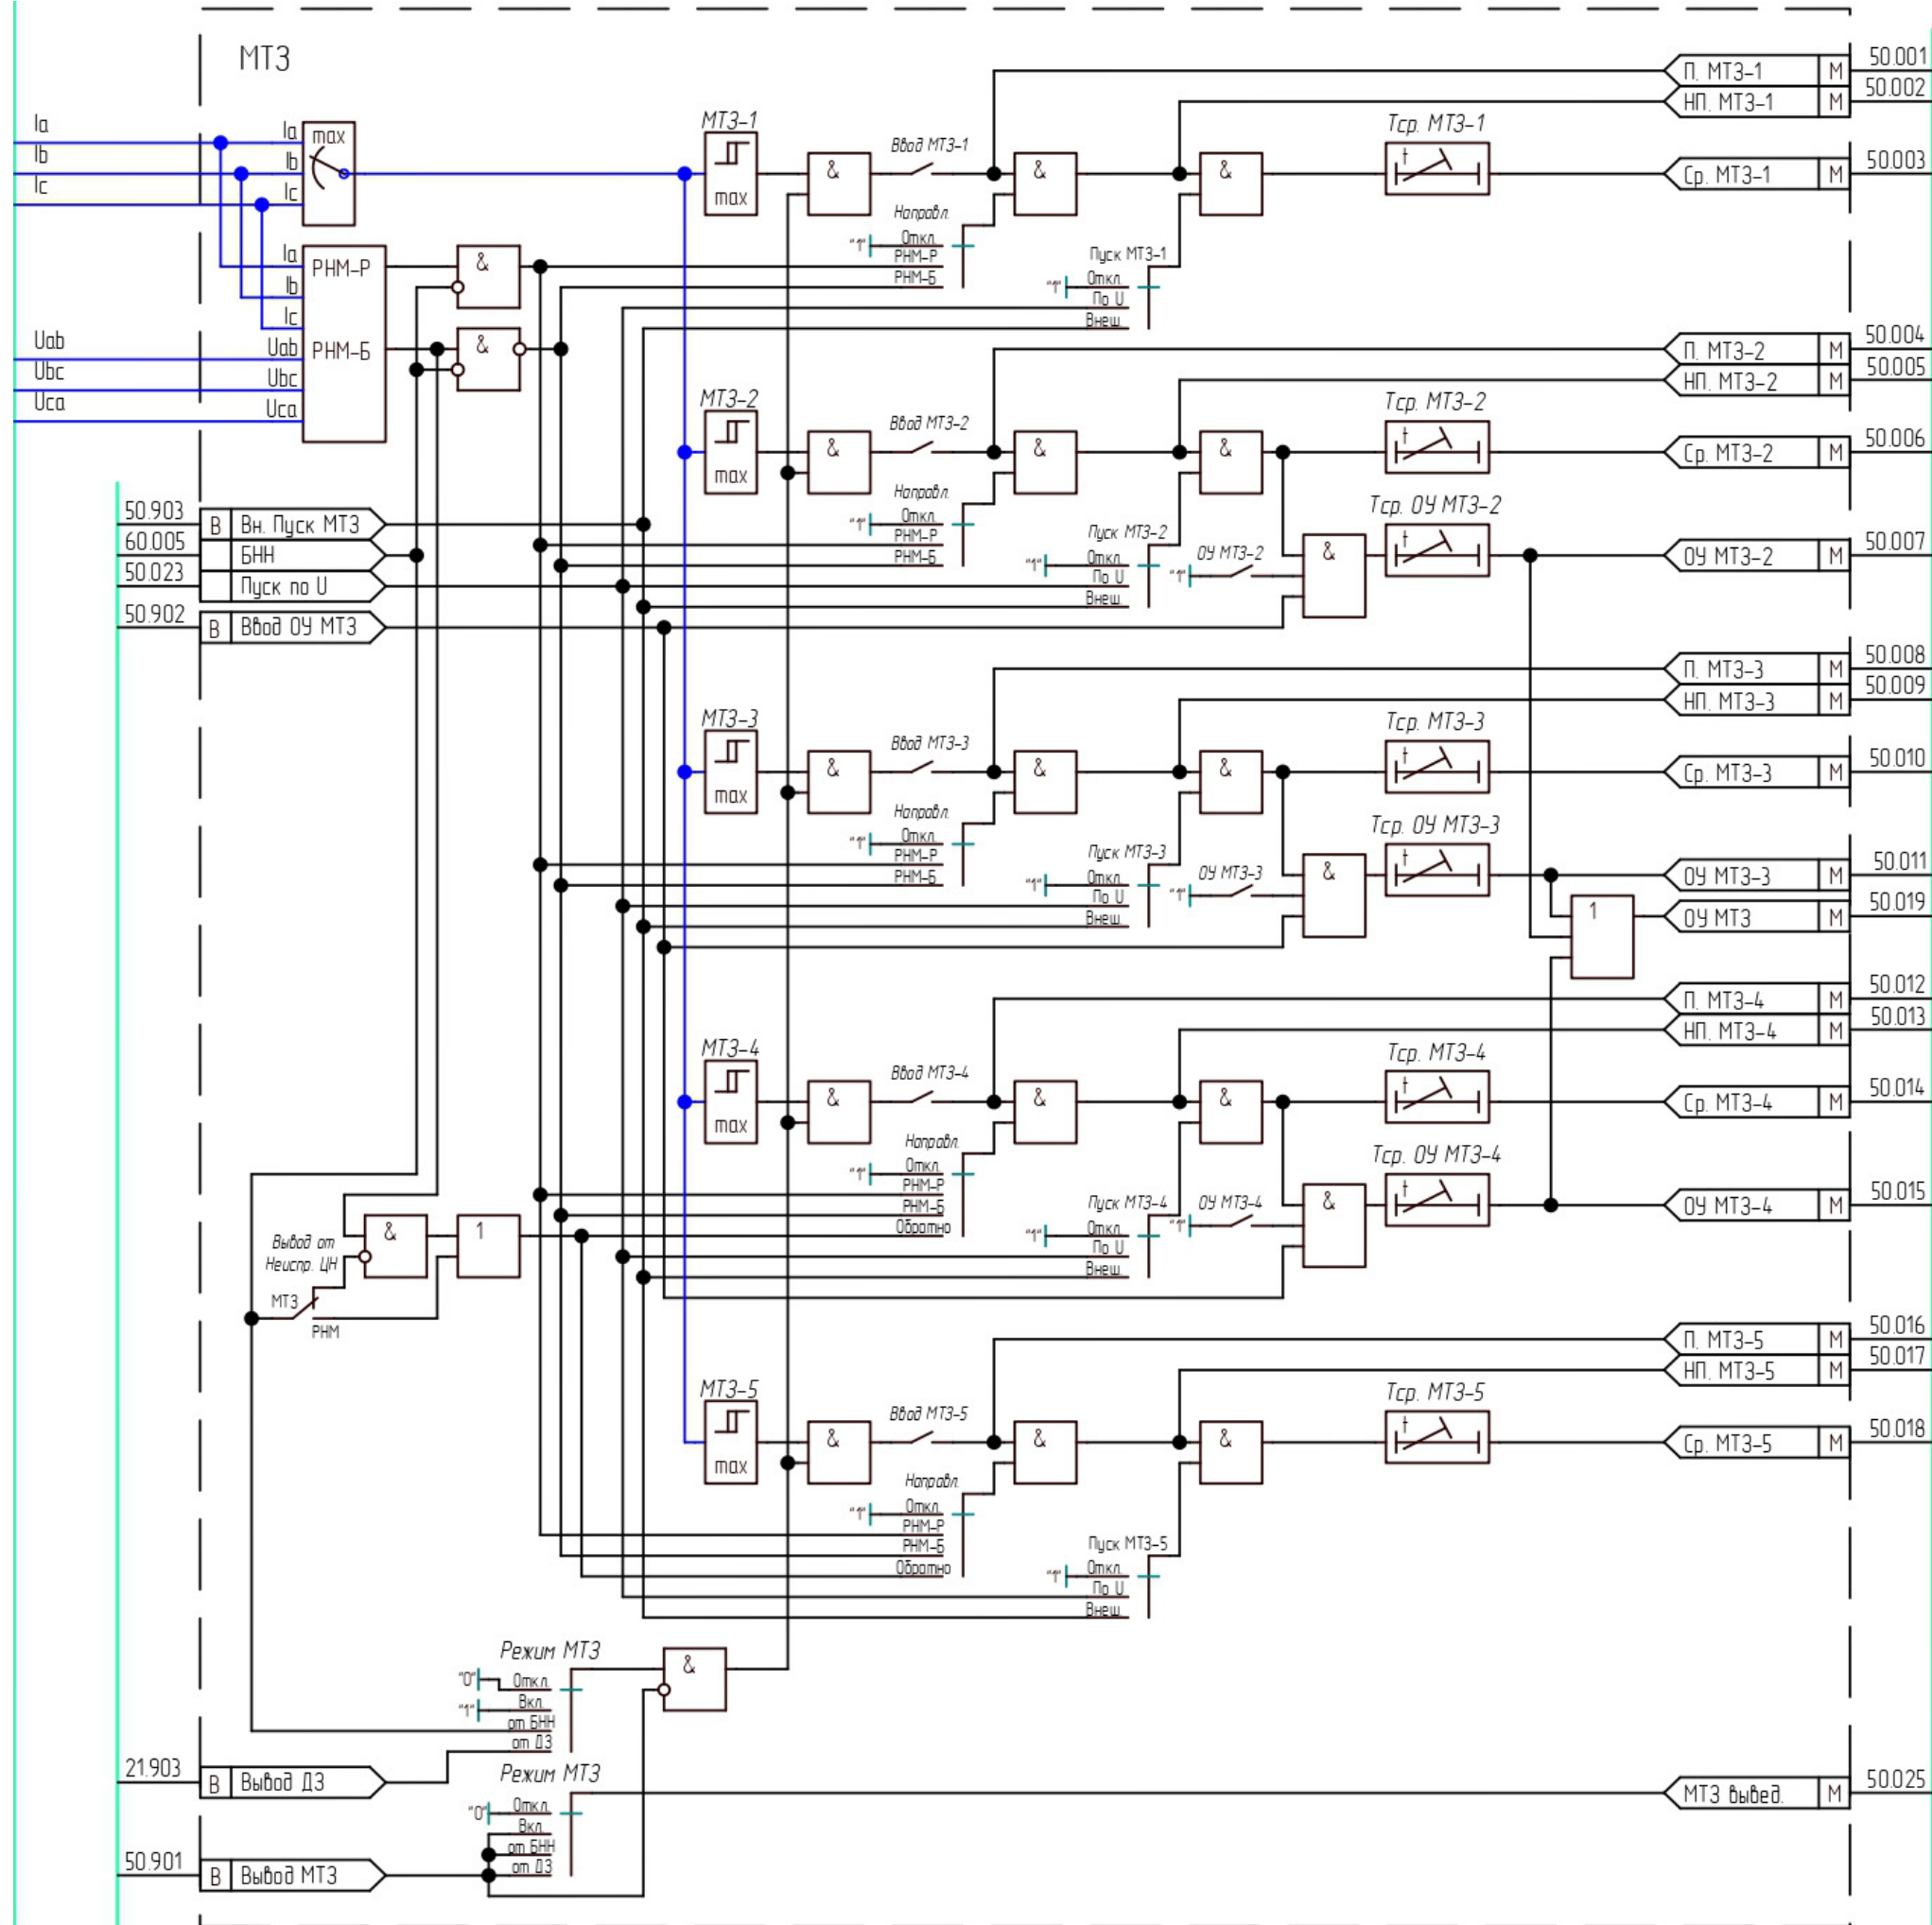 МТЗ
Ia
Ib
Ic
Ia
Ib
Ic
max
Ia
Ib
Ic
Uab
Ubc
Uca
РНМ-Р
РНМ-Б
Uab
Ubc
Uca
&
&
МТЗ-1
max
&
Ввод МТЗ-1
&
&
Направл.
"1"
Откл.
РНМ-Р
РНМ-Б
Пуск МТЗ-1
"1"
Откл.
По U
Внеш.
Тср. МТЗ-1
t
П. МТЗ-1 М 50.001
НП. МТЗ-1 М 50.002
Ср. МТЗ-1 М 50.003
МТЗ-2
max
&
Ввод МТЗ-2
&
&
Направл.
"1"
Откл.
РНМ-Р
РНМ-Б
Пуск МТЗ-2
"1"
Откл.
По U
Внеш.
ОУ МТЗ-2
"1"
&
Тср. МТЗ-2
t
Тср. ОУ МТЗ-2
t
П. МТЗ-2 М 50.004
НП. МТЗ-2 М 50.005
Ср. МТЗ-2 М 50.006
ОУ МТЗ-2 М 50.007
50.903 В Вн. Пуск МТЗ
60.005 БНН
50.023 Пуск по U
50.902 В Ввод ОУ МТЗ
МТЗ-3
max
&
Ввод МТЗ-3
&
&
Направл.
"1"
Откл.
РНМ-Р
РНМ-Б
Пуск МТЗ-3
"1"
Откл.
По U
Внеш.
ОУ МТЗ-3
"1"
&
Тср. МТЗ-3
t
Тср. ОУ МТЗ-3
t
1
П. МТЗ-3 М 50.008
НП. МТЗ-3 М 50.009
Ср. МТЗ-3 М 50.010
ОУ МТЗ-3 М 50.011
ОУ МТЗ М 50.019
МТЗ-4
max
&
Ввод МТЗ-4
&
&
Направл.
"1"
Откл.
РНМ-Р
РНМ-Б
Обратно
Пуск МТЗ-4
"1"
Откл.
По U
Внеш.
ОУ МТЗ-4
"1"
&
Тср. МТЗ-4
t
Тср. ОУ МТЗ-4
t
П. МТЗ-4 М 50.012
НП. МТЗ-4 М 50.013
Ср. МТЗ-4 М 50.014
ОУ МТЗ-4 М 50.015
Вывод от
Неиспр. ЦН
МТЗ
РНМ
&
1
МТЗ-5
max
&
Ввод МТЗ-5
&
&
Направл.
"1"
Откл.
РНМ-Р
РНМ-Б
Обратно
Пуск МТЗ-5
"1"
Откл.
По U
Внеш.
Тср. МТЗ-5
t
П. МТЗ-5 М 50.016
НП. МТЗ-5 М 50.017
Ср. МТЗ-5 М 50.018
Режим МТЗ
"0"
Откл.
"1"
Вкл.
от БНН
от ДЗ
&
21.903 В Вывод ДЗ
Режим МТЗ
"0"
Откл.
Вкл.
от БНН
от ДЗ
50.901 В Вывод МТЗ
МТЗ вывед. М 50.025